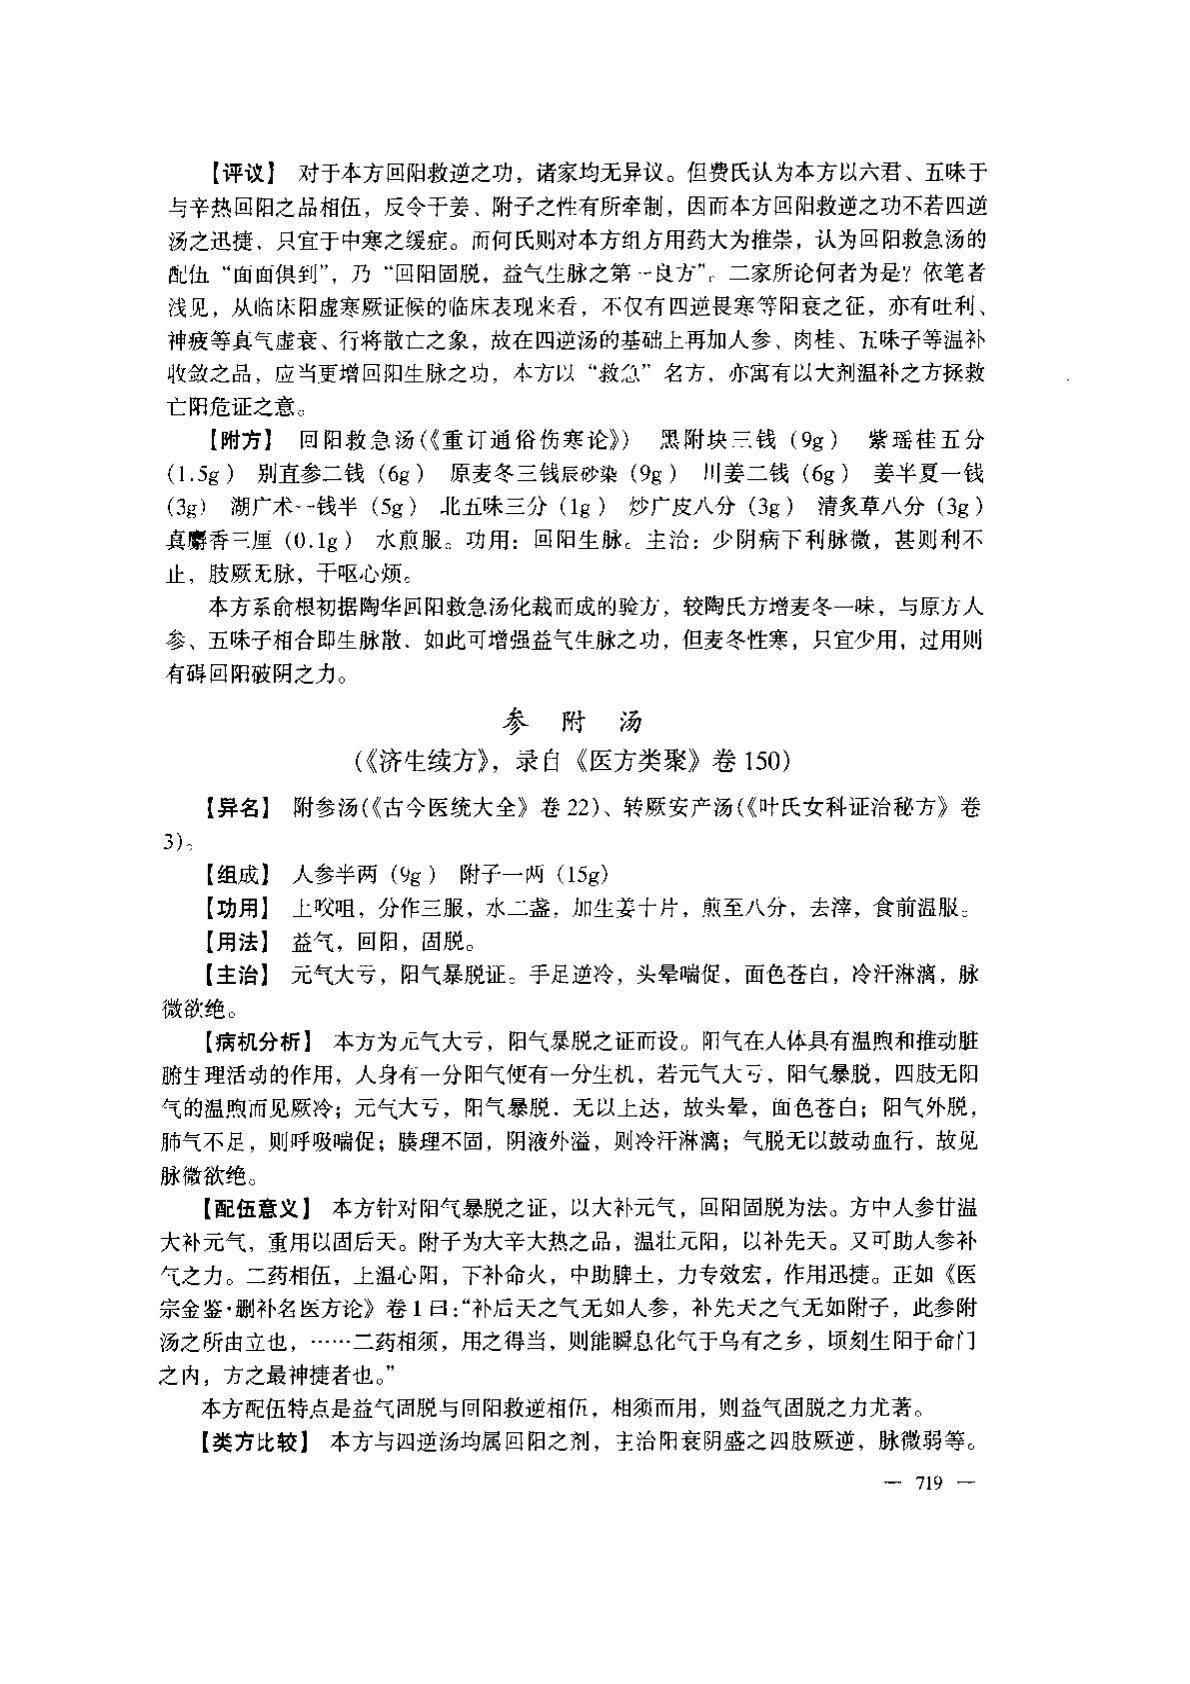 【评议】 对于本方回阳救逆之功，诸家均无异议。但费氏认为本方以六君、五味于
与辛热回阳之品相伍，反令干姜、附子之性有所牵制，因而本方回阳救逆之功不若四逆
汤之迅捷，只宜于中寒之缓症。而何氏则对本方组方用药大为推崇，认为回阳救急汤的
配伍“面面俱到”，乃“回阳固脱，益气生脉之第一良方”。二家所论何者为是？依笔者
浅见，从临床阳虚寒厥证候的临床表现来看，不仅有四逆畏寒等阳衰之征，亦有吐利、
神疲等真气虚衰、行将散亡之象，故在四逆汤的基础上再加人参、肉桂、五味子等温补
收敛之品，应当更增回阳生脉之功，本方以“救急”名方，亦寓有以大剂温补之方拯救
亡阳危证之意。
【附方】 回阳救急汤（《重订通俗伤寒论》） 黑附块三钱（9g） 紫瑶桂五分
（1.5g） 别直参二钱（6g） 原麦冬三钱辰砂染（9g） 川姜二钱（6g） 姜半夏一钱
（3g） 湖广术一钱半（5g） 北五味三分（1g） 炒广皮八分（3g） 清炙草八分（3g）
真麝香三厘（0.1g） 水煎服。功用：回阳生脉。主治：少阴病下利脉微，甚则利不
止，肢厥无脉，干呕心烦。
本方系俞根初据陶华回阳救急汤化裁而成的验方，较陶氏方增麦冬一味，与原方人
参、五味子相合即生脉散．如此可增强益气生脉之功，但麦冬性寒，只宜少用，过用则
有碍回阳破阴之力。
参 附 汤
（《济生续方》，录自《医方类聚》卷 150）
【异名】 附参汤（《古今医统大全》卷 22）、转厥安产汤（《叶氏女科证治秘方》卷
3）。
【组成】 人参半两（9g） 附子一两（15g）
【功用】 上㕮咀，分作三服，水二盏，加生姜十片，煎至八分，去滓，食前温服。
【用法】 益气，回阳，固脱。
【主治】 元气大亏，阳气暴脱证。手足逆冷，头晕喘促，面色苍白，冷汗淋漓，脉
微欲绝。
【病机分析】 本方为元气大亏，阳气暴脱之证而设。阳气在人体具有温煦和推动脏
腑生理活动的作用，人身有一分阳气便有一分生机，若元气大亏，阳气暴脱，四肢无阳
气的温煦而见厥冷；元气大亏，阳气暴脱．无以上达，故头晕，面色苍白；阳气外脱，
肺气不足，则呼吸喘促；腠理不固，阴液外溢，则冷汗淋漓；气脱无以鼓动血行，故见
脉微欲绝。
【配伍意义】 本方针对阳气暴脱之证，以大补元气，回阳固脱为法。方中人参甘温
大补元气，重用以固后天。附子为大辛大热之品，温壮元阳，以补先天。又可助人参补
气之力。二药相伍，上温心阳，下补命火，中助脾土，力专效宏，作用迅捷。正如《医
宗金鉴·删补名医方论》卷 1 曰：“补后天之气无如人参，补先天之气无如附子，此参附
汤之所由立也，……二药相须，用之得当，则能瞬息化气于乌有之乡，顷刻生阳于命门
之内，方之最神捷者也。”
本方配伍特点是益气固脱与回阳救逆相伍，相须而用，则益气固脱之力尤著。
【类方比较】 本方与四逆汤均属回阳之剂，主治阳衰阴盛之四肢厥逆，脉微弱等。
— 719 —